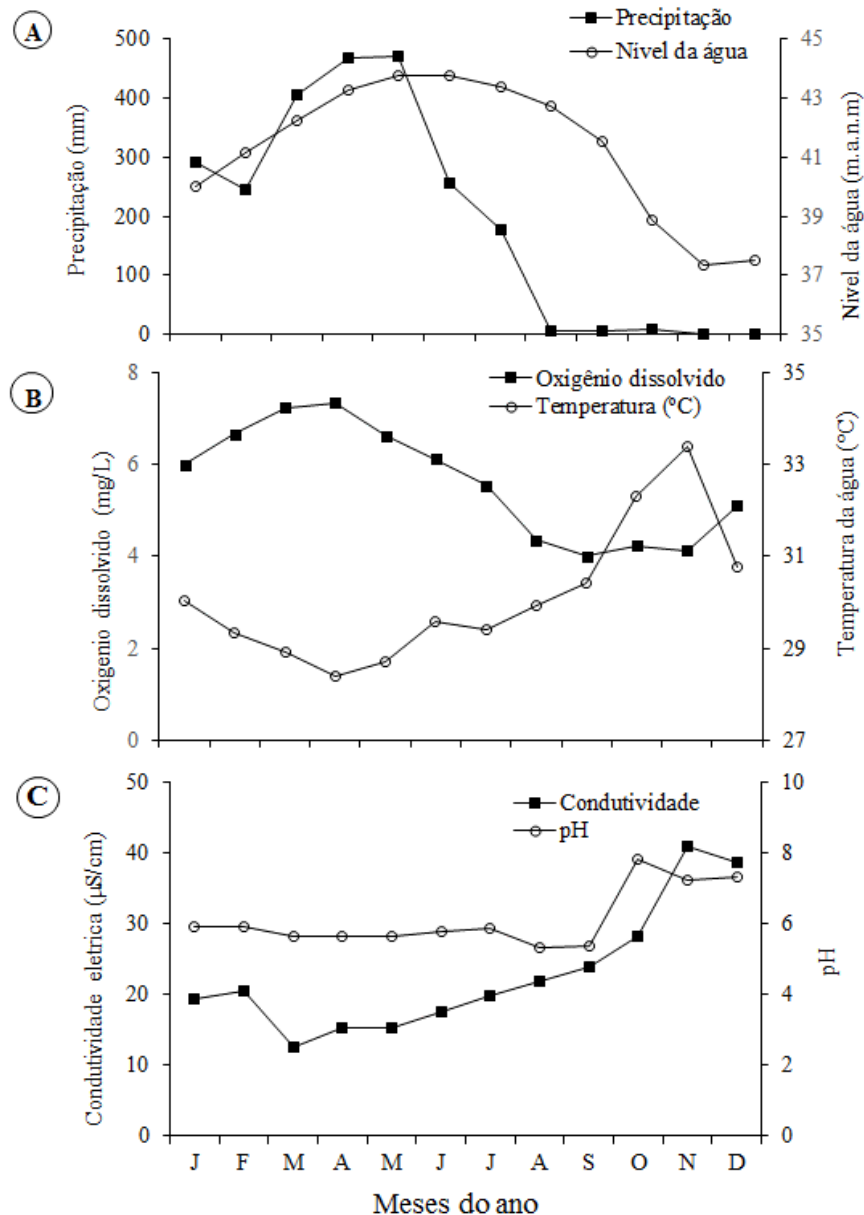 A
Precipitação
Nivel da água
Precipitação (mm)
500
400
300
200
100
0
Nivel da água (m.a.n.m)
45
43
41
39
37
35
B
Oxigênio dissolvido
Temperatura (ºC)
Oxigenio dissolvido (mg/L)
8
6
4
2
0
Temperatura da água (ºC)
35
33
31
29
27
C
Condutividade
pH
Condutividade eletrica (µS/cm)
50
40
30
20
10
0
pH
10
8
6
4
2
0
J F M A M J J A S O N D
Meses do ano